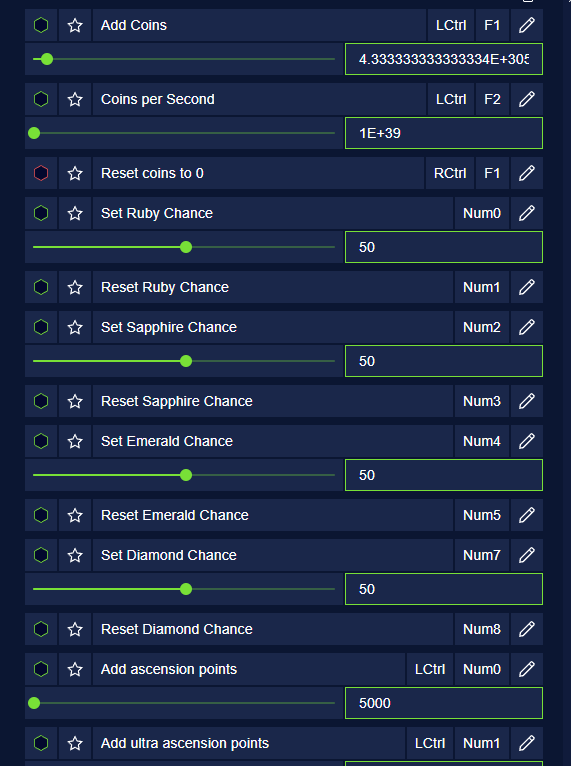 Add Coins LCtrl F1
4.333333333333334E+305
Coins per Second LCtrl F2
1E+39
Reset coins to 0 RCtrl F1
Set Ruby Chance Num0
50
Reset Ruby Chance Num1
Set Sapphire Chance Num2
50
Reset Sapphire Chance Num3
Set Emerald Chance Num4
50
Reset Emerald Chance Num5
Set Diamond Chance Num7
50
Reset Diamond Chance Num8
Add ascension points LCtrl Num0
5000
Add ultra ascension points LCtrl Num1